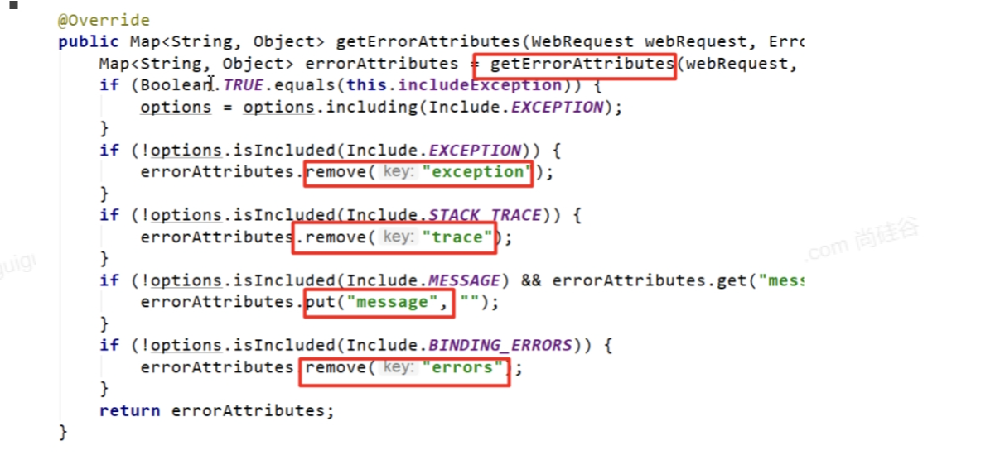 @Override
public Map<String, Object> getErrorAttributes(WebRequest webRequest, Errc
    Map<String, Object> errorAttributes = getErrorAttributes(webRequest,
    if (Boolean.TRUE.equals(this.includeException)) {
        options = options.including(Include.EXCEPTION);
    }
    if (!options.isIncluded(Include.EXCEPTION)) {
        errorAttributes.remove( key: "exception");
    }
    if (!options.isIncluded(Include.STACK_TRACE)) {
        errorAttributes.remove( key: "trace");
    }
    if (!options.isIncluded(Include.MESSAGE) && errorAttributes.get("mess
        errorAttributes.put("message", "");
    }
    if (!options.isIncluded(Include.BINDING_ERRORS)) {
        errorAttributes.remove( key: "errors");
    }
    return errorAttributes;
}
.com 尚硅谷
guigu